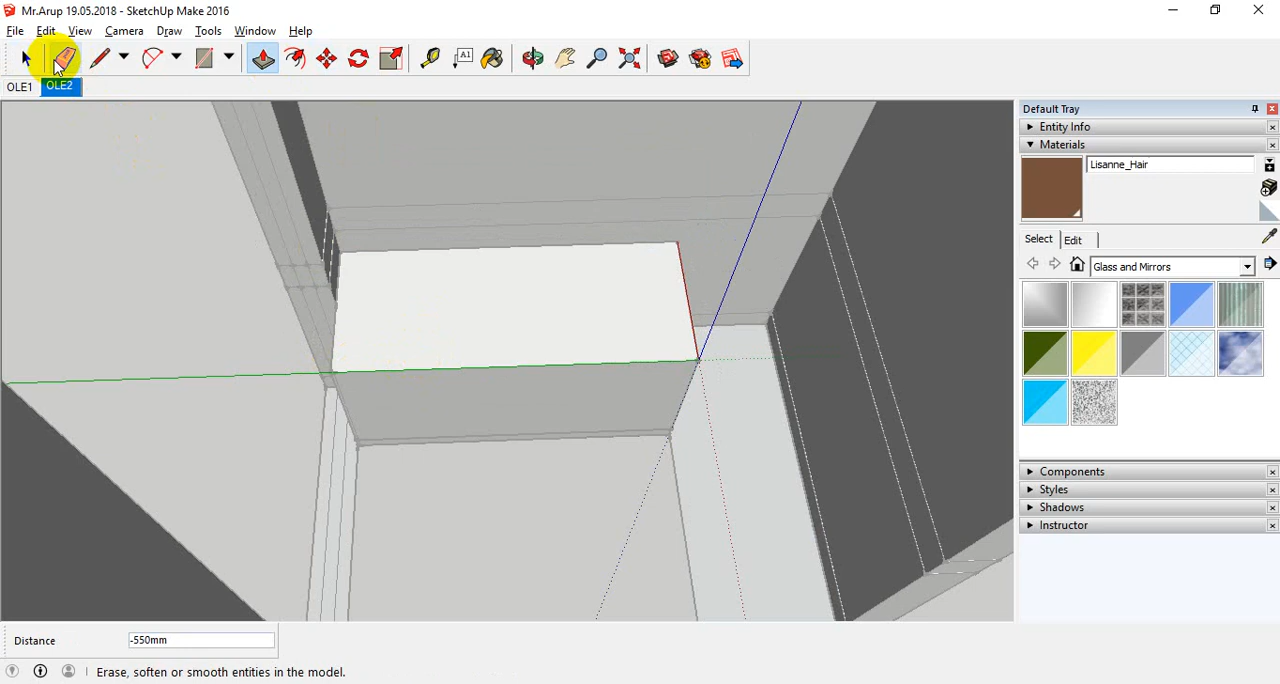 Mr.Arup 19.05.2018 - SketchUp Make 2016
File Edit View Camera Draw Tools Window Help
A1
OLE1 OLE2
Default Tray
Entity Info
Materials
Lisanne_Hair
Select Edit
Glass and Mirrors
Components
Styles
Shadows
Instructor
Distance -550mm
Erase, soften or smooth entities in the model.